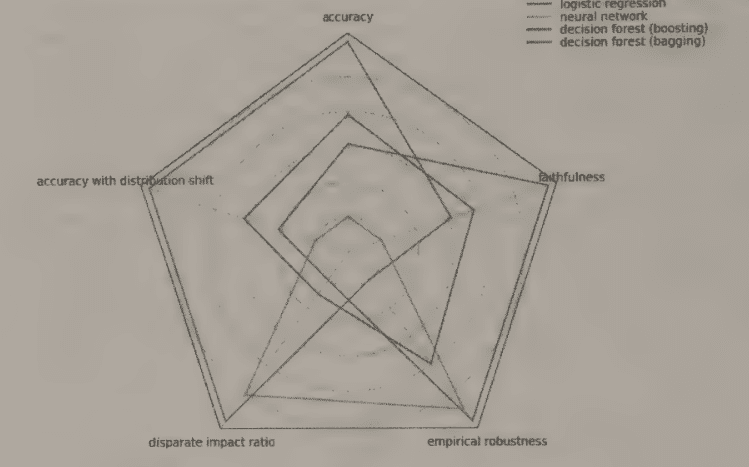 logistic regression
neural network
decision forest (boosting)
decision forest (bagging)
accuracy
accuracy with distribution shift
faithfulness
disparate impact ratio
empirical robustness